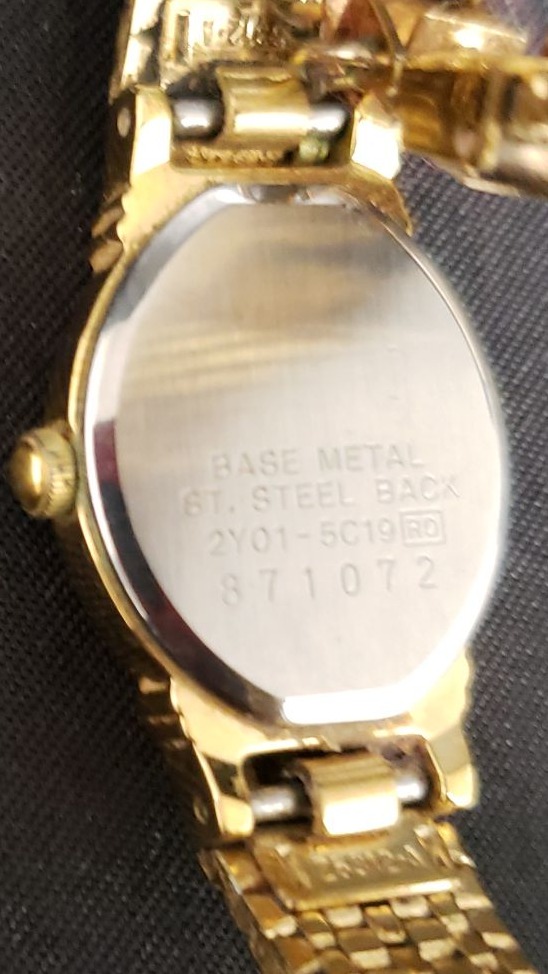 BASE METAL
ST. STEEL BACK
2Y01-5C19 RO
871072